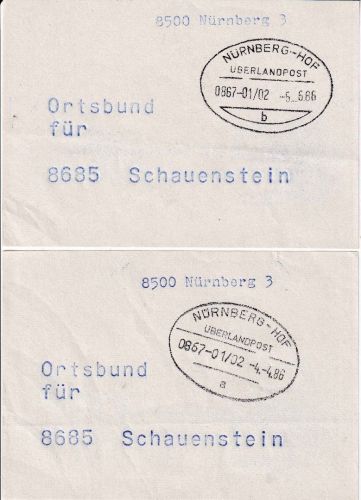 8500 Nürnberg 3
NÜRNBERG-HOF
ÜBERLANDPOST
0867-01/02 -5.-6.86
b
Ortsbund
für
8685 Schauenstein
8500 Nürnberg 3
NÜRNBERG-HOF
ÜBERLANDPOST
0867-01/02 -4.-4.86
a
Ortsbund
für
8685 Schauenstein